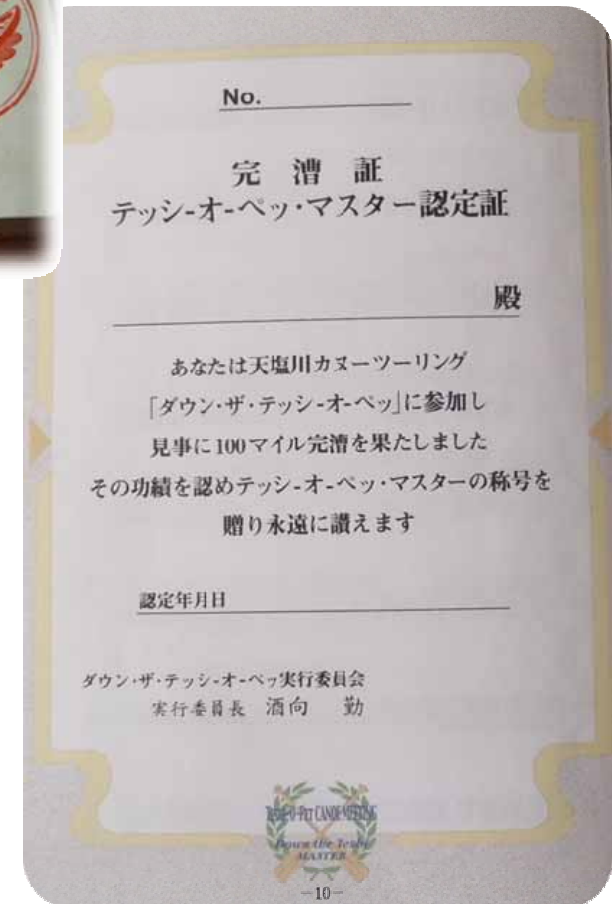 No.
完漕証
テッシ-オ-ペッ・マスター認定証
殿
あなたは天塩川カヌーツーリング
「ダウン・ザ・テッシ-オ-ペッ」に参加し
見事に100マイル完漕を果たしました
その功績を認めテッシ-オ-ペッ・マスターの称号を
贈り永遠に讃えます
認定年月日
ダウン・ザ・テッシ-オ-ペッ実行委員会
実行委員長 酒向 勤
MASTER
-10-